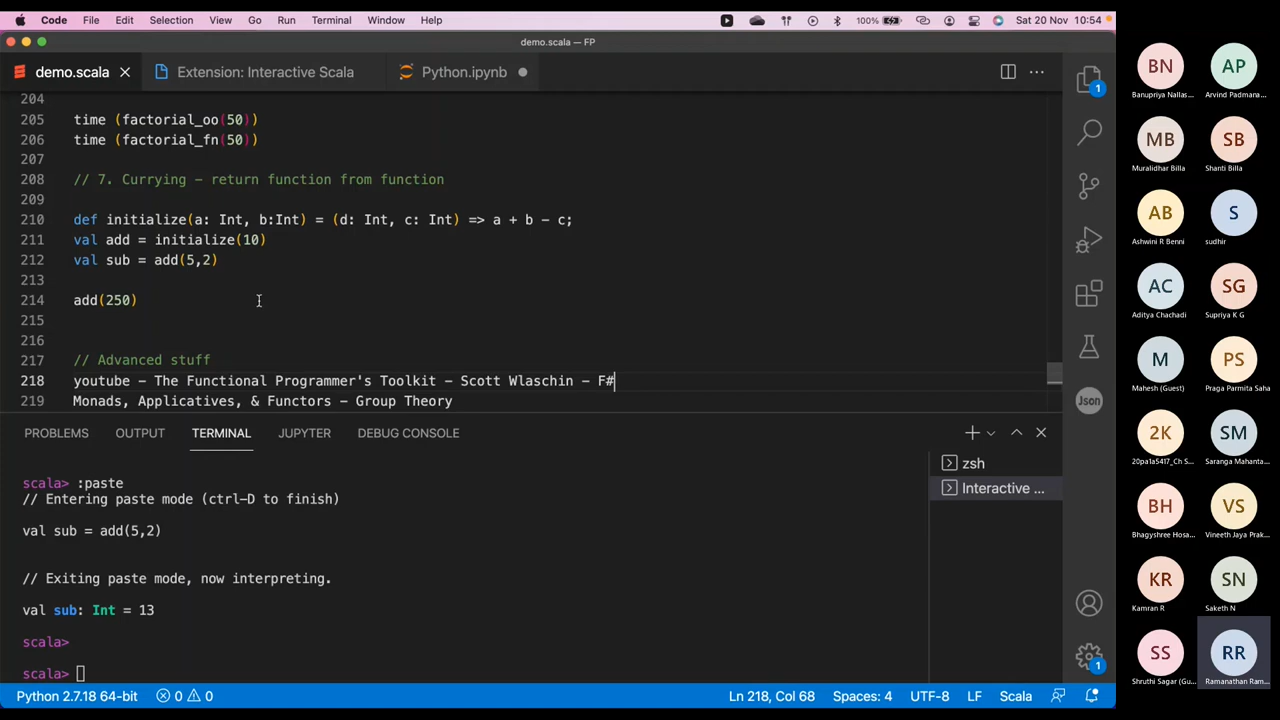 Code File Edit Selection View Go Run Terminal Window Help 100% Sat 20 Nov 10:54
demo.scala — FP
demo.scala Extension: Interactive Scala Python.ipynb
204
205 time (factorial_oo(50))
206 time (factorial_fn(50))
207
208 // 7. Currying - return function from function
209
210 def initialize(a: Int, b:Int) = (d: Int, c: Int) => a + b - c;
211 val add = initialize(10)
212 val sub = add(5,2)
213
214 add(250)
215
216
217 // Advanced stuff
218 youtube - The Functional Programmer's Toolkit - Scott Wlaschin - F#
219 Monads, Applicatives, & Functors - Group Theory
PROBLEMS OUTPUT TERMINAL JUPYTER DEBUG CONSOLE
zsh
Interactive ...
scala> :paste
// Entering paste mode (ctrl-D to finish)
val sub = add(5,2)
// Exiting paste mode, now interpreting.
val sub: Int = 13
scala>
scala>
Python 2.7.18 64-bit 0 0 Ln 218, Col 68 Spaces: 4 UTF-8 LF Scala
1
Json
1
BN AP
Banupriya Nallas... Arvind Padmana...
MB SB
Muralidhar Billa Shanti Billa
AB S
Ashwini R Benni sudhir
AC SG
Aditya Chachadi Supriya K G
M PS
Mahesh (Guest) Praga Parmita Saha
2K SM
20pa1a5417_Ch S... Saranga Mahanta...
BH VS
Bhagyshree Hosa... Vineeth Jaya Prak...
KR SN
Kamran R Saketh N
SS RR
Shruthi Sagar (Gu... Ramanathan Ram...